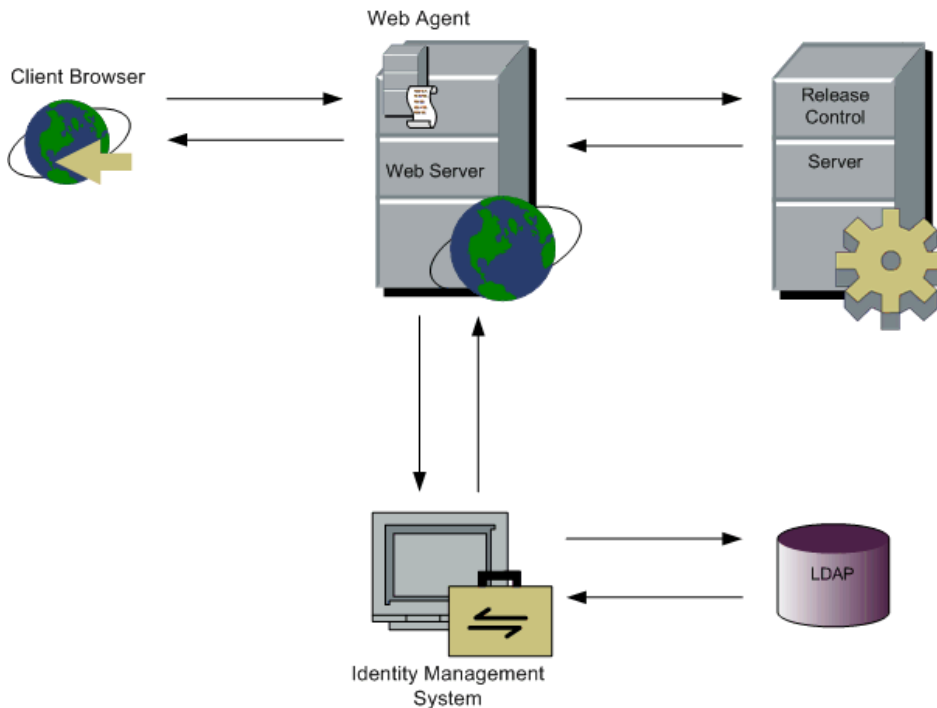 Web Agent
Client Browser
Release
Control
Web Server
Server
LDAP
Identity Management
System